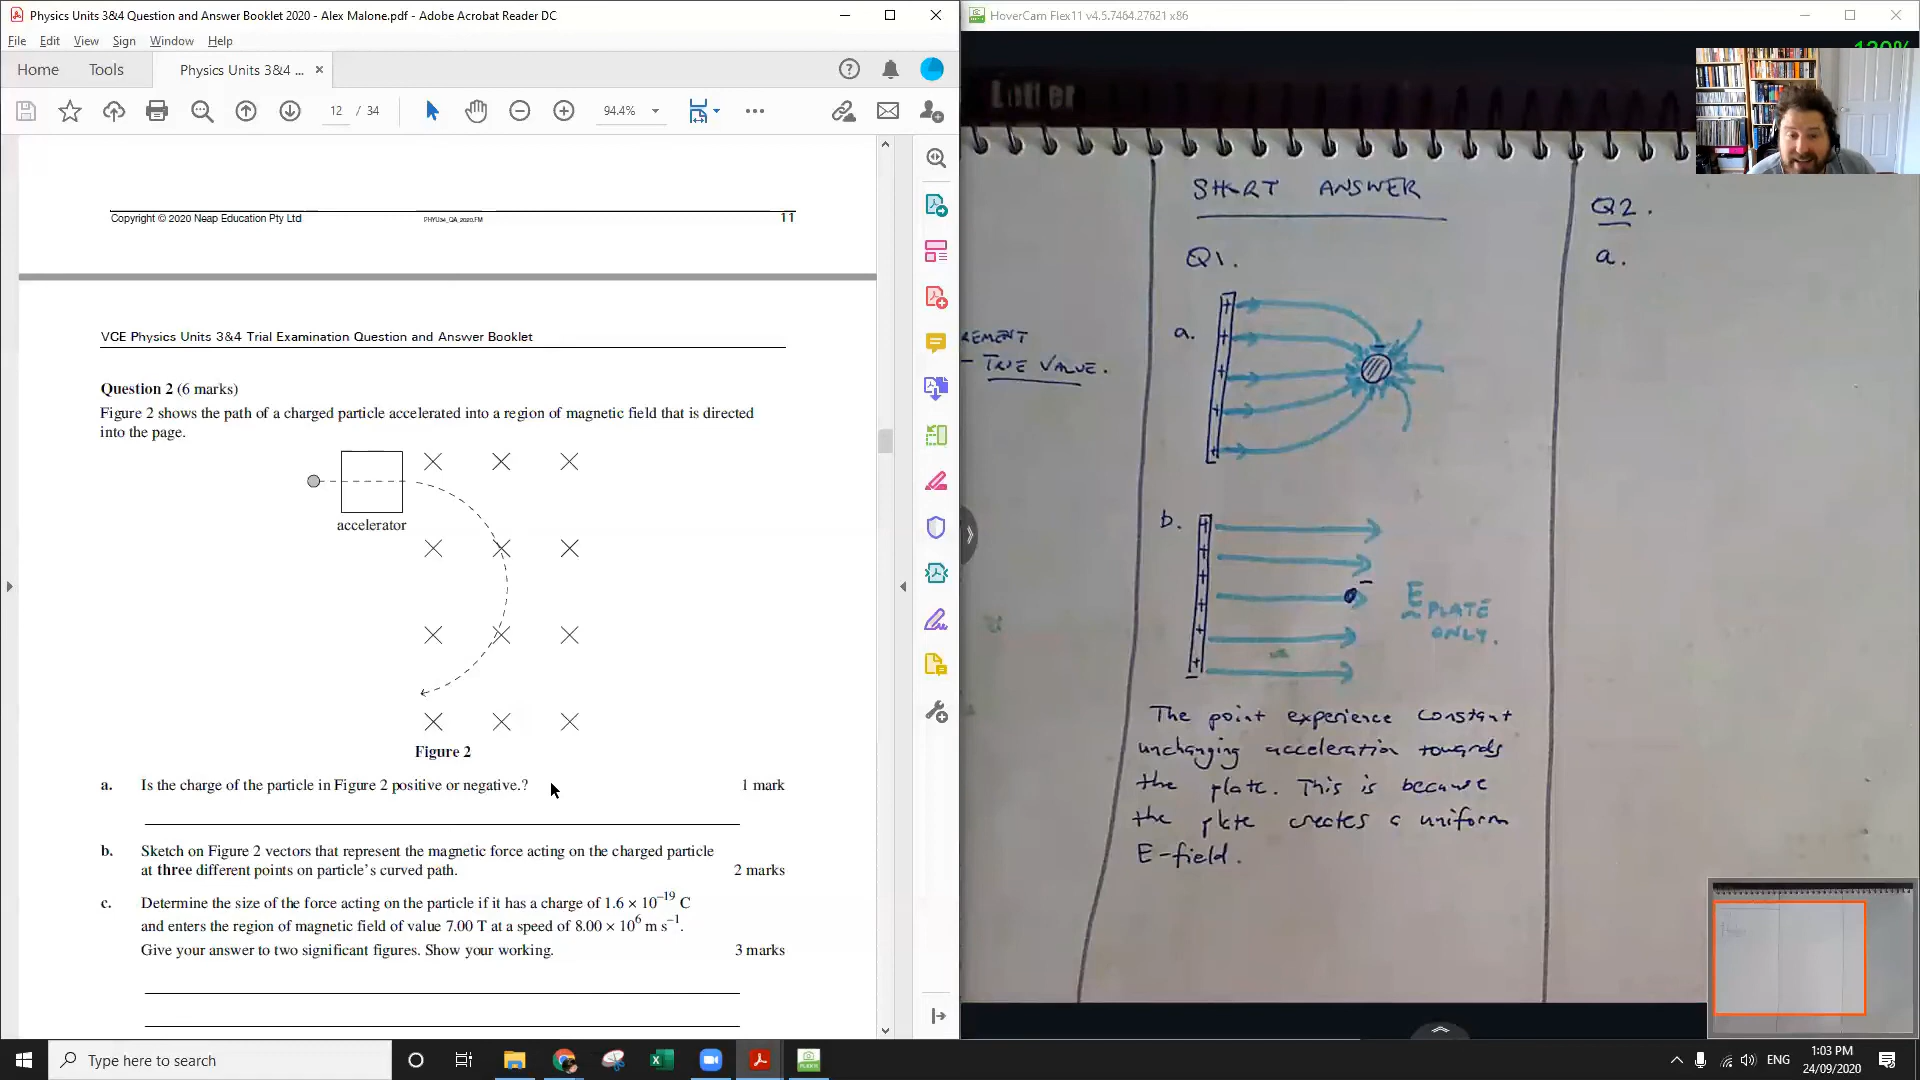 Physics Units 3&4 Question and Answer Booklet 2020 - Alex Malone.pdf - Adobe Acrobat Reader DC
File Edit View Sign Window Help
Home Tools Physics Units 3&4 ... ×
12 / 34 94.4%
Copyright © 2020 Neap Education Pty Ltd PHYU34_QA_2020.FM 11
VCE Physics Units 3&4 Trial Examination Question and Answer Booklet
Question 2 (6 marks)
Figure 2 shows the path of a charged particle accelerated into a region of magnetic field that is directed
into the page.
accelerator
Figure 2
a. Is the charge of the particle in Figure 2 positive or negative.? 1 mark
b. Sketch on Figure 2 vectors that represent the magnetic force acting on the charged particle
at three different points on particle's curved path. 2 marks
c. Determine the size of the force acting on the particle if it has a charge of 1.6 × 10⁻¹⁹ C
and enters the region of magnetic field of value 7.00 T at a speed of 8.00 × 10⁶ m s⁻¹.
Give your answer to two significant figures. Show your working. 3 marks
HoverCam Flex11 v4.5.7464.27621 x86
REMENT
- TRUE VALUE.
SHORT ANSWER
Q1.
a.
b.
E PLATE
ONLY.
The point experience constant
unchanging acceleration towards
the plate. This is because
the plate creates a uniform
E-field.
Q2.
a.
Type here to search
ENG
1:03 PM
24/09/2020